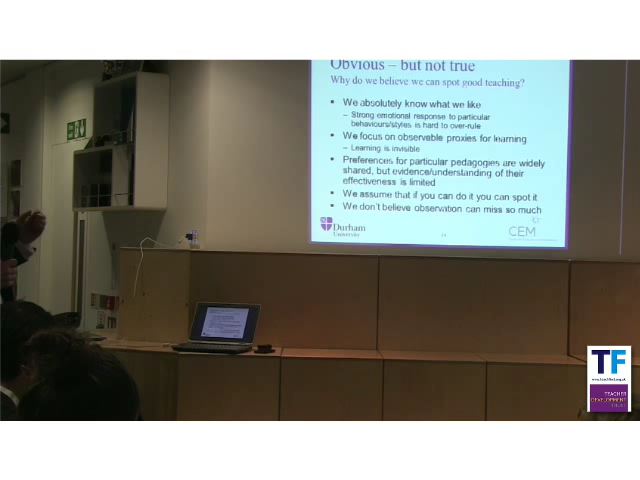 Obvious – but not true
Why do we believe we can spot good teaching?
• We absolutely know what we like
– Strong emotional response to particular
behaviours/styles is hard to over-rule
• We focus on observable proxies for learning
– Learning is invisible
• Preferences for particular pedagogies are widely
shared, but evidence/understanding of their
effectiveness is limited
• We assume that if you can do it you can spot it
• We don't believe observation can miss so much
Durham
University
CEM
TF
TEACHER
DEVELOPMENT
TRUST